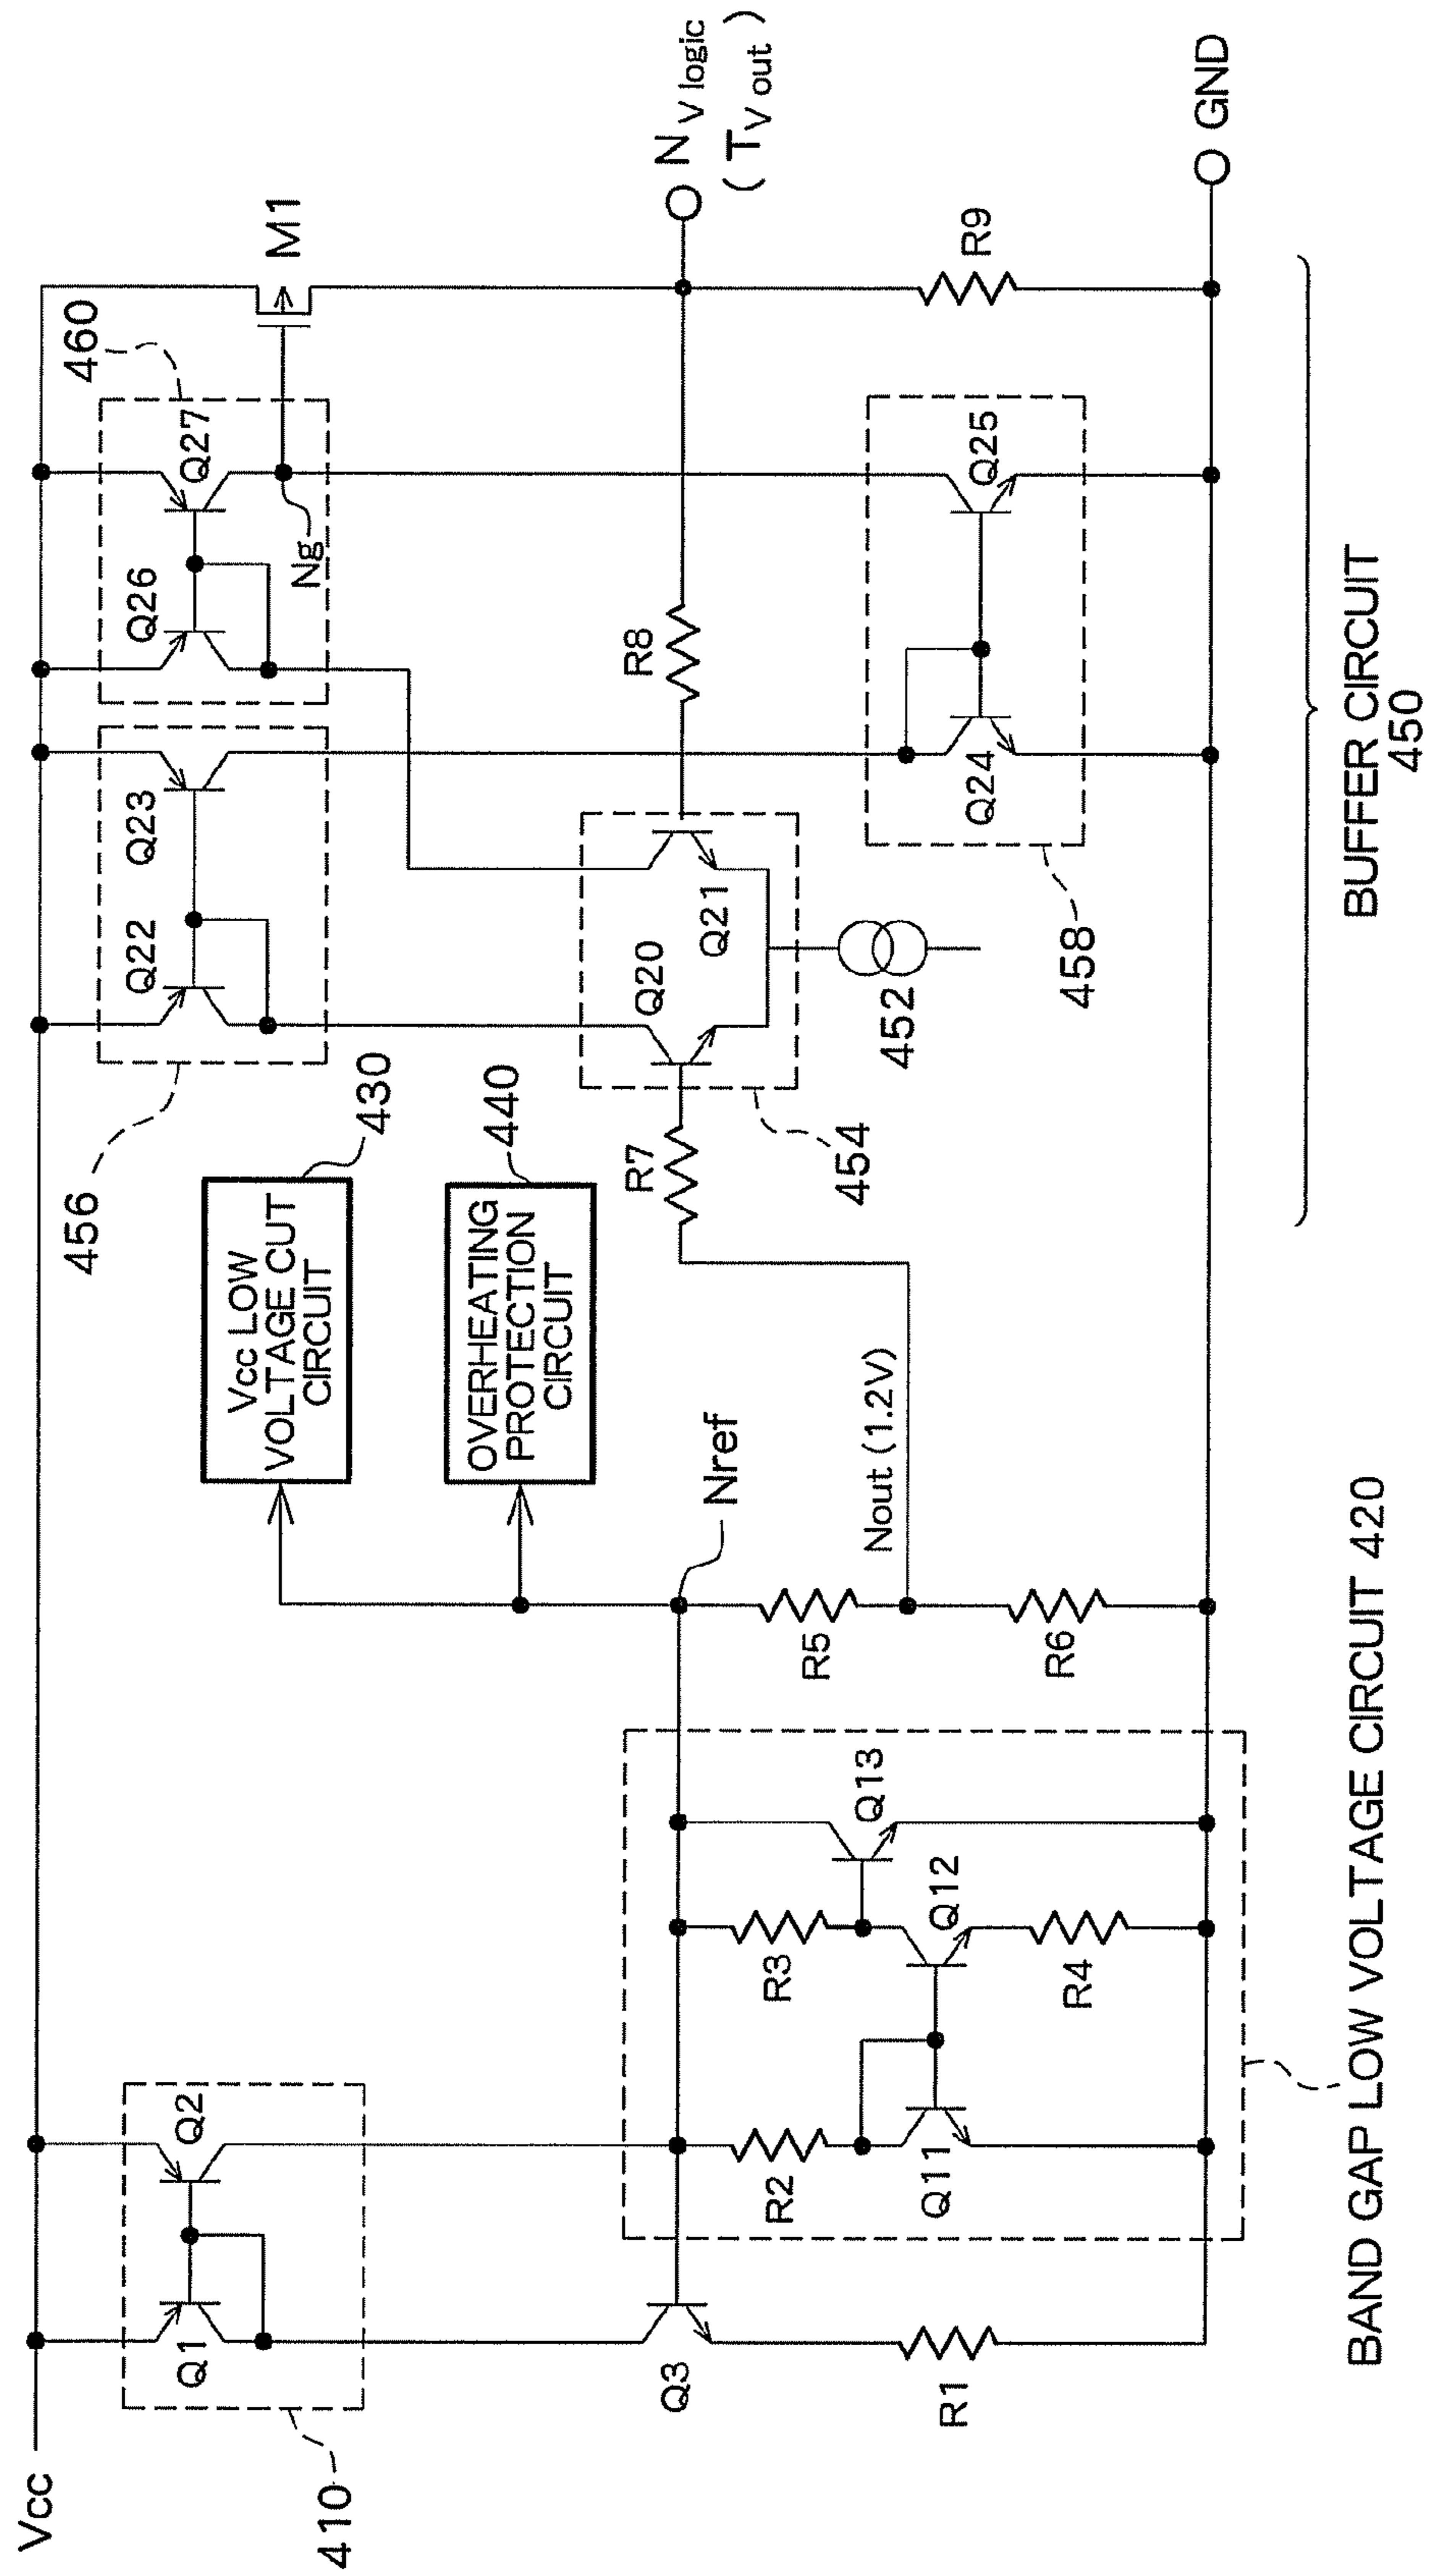 Vcc
410
Q1
Q2
Q3
R1
R2
Q11
R3
Q12
Q13
R4
BAND GAP LOW VOLTAGE CIRCUIT 420
R5
R6
Nref
Nout (1.2V)
Vcc LOW
VOLTAGE CUT
CIRCUIT
430
OVERHEATING
PROTECTION
CIRCUIT
440
456
Q22
Q23
Q26
Q27
460
Ng
M1
R7
Q20
Q21
454
452
R8
Q24
Q25
458
R9
N V logic
( T V out )
GND
BUFFER CIRCUIT
450